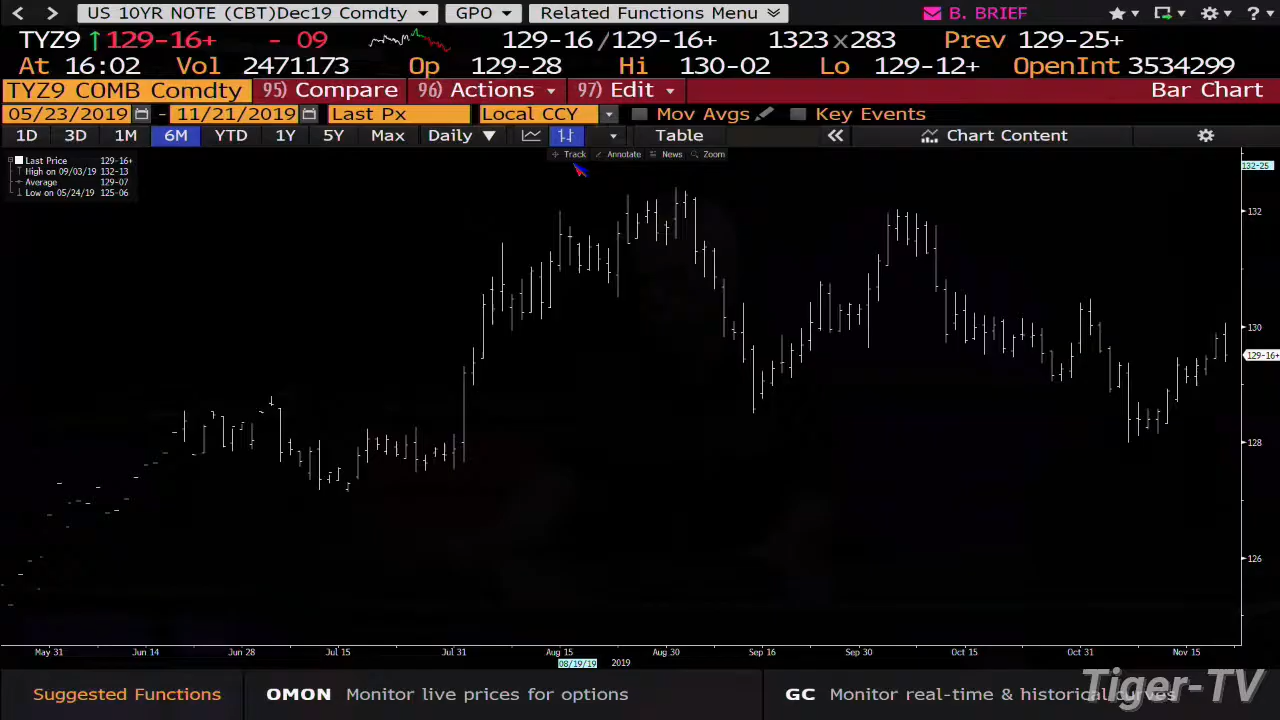 US 10YR NOTE (CBT)Dec19 Comdty GPO Related Functions Menu B. BRIEF ?
TYZ9 ↑129-16+ - 09 129-16/129-16+ 1323x283 Prev 129-25+
At 16:02 Vol 2471173 Op 129-28 Hi 130-02 Lo 129-12+ OpenInt 3534299
TYZ9 COMB Comdty 95) Compare 96) Actions 97) Edit Bar Chart
05/23/2019 - 11/21/2019 Last Px Local CCY Mov Avgs Key Events
1D 3D 1M 6M YTD 1Y 5Y Max Daily ▼ Table « Chart Content
Track Annotate News Zoom
Last Price 129-16+
High on 09/03/19 132-13
Average 129-07
Low on 05/24/19 125-06
132-25
132
130
129-16+
128
126
May 31 Jun 14 Jun 28 Jul 15 Jul 31 Aug 15 Aug 30 Sep 16 Sep 30 Oct 15 Oct 31 Nov 15
08/19/19 2019
Suggested Functions OMON Monitor live prices for options GC Monitor real-time & historical curves
Tiger-TV